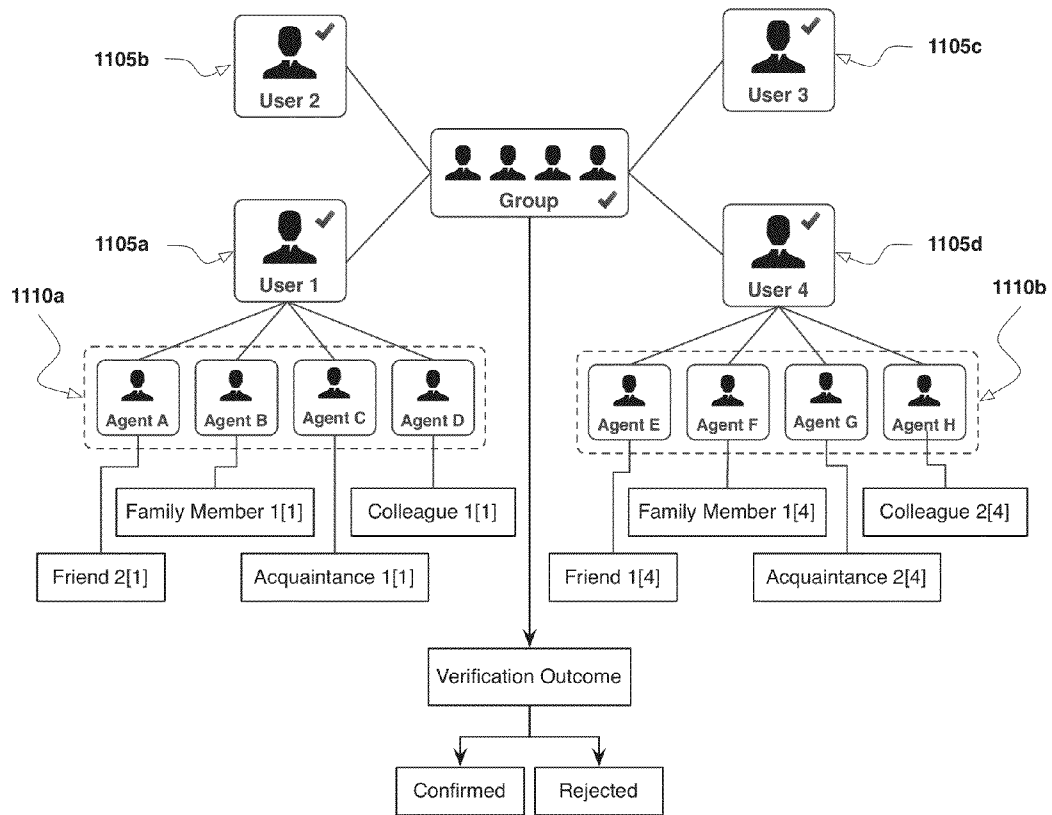 1105b
User 2
User 3
1105c
Group
1105a
User 1
User 4
1105d
1110a
1110b
Agent A
Agent B
Agent C
Agent D
Agent E
Agent F
Agent G
Agent H
Family Member 1[1]
Colleague 1[1]
Family Member 1[4]
Colleague 2[4]
Friend 2[1]
Acquaintance 1[1]
Friend 1[4]
Acquaintance 2[4]
Verification Outcome
Confirmed
Rejected